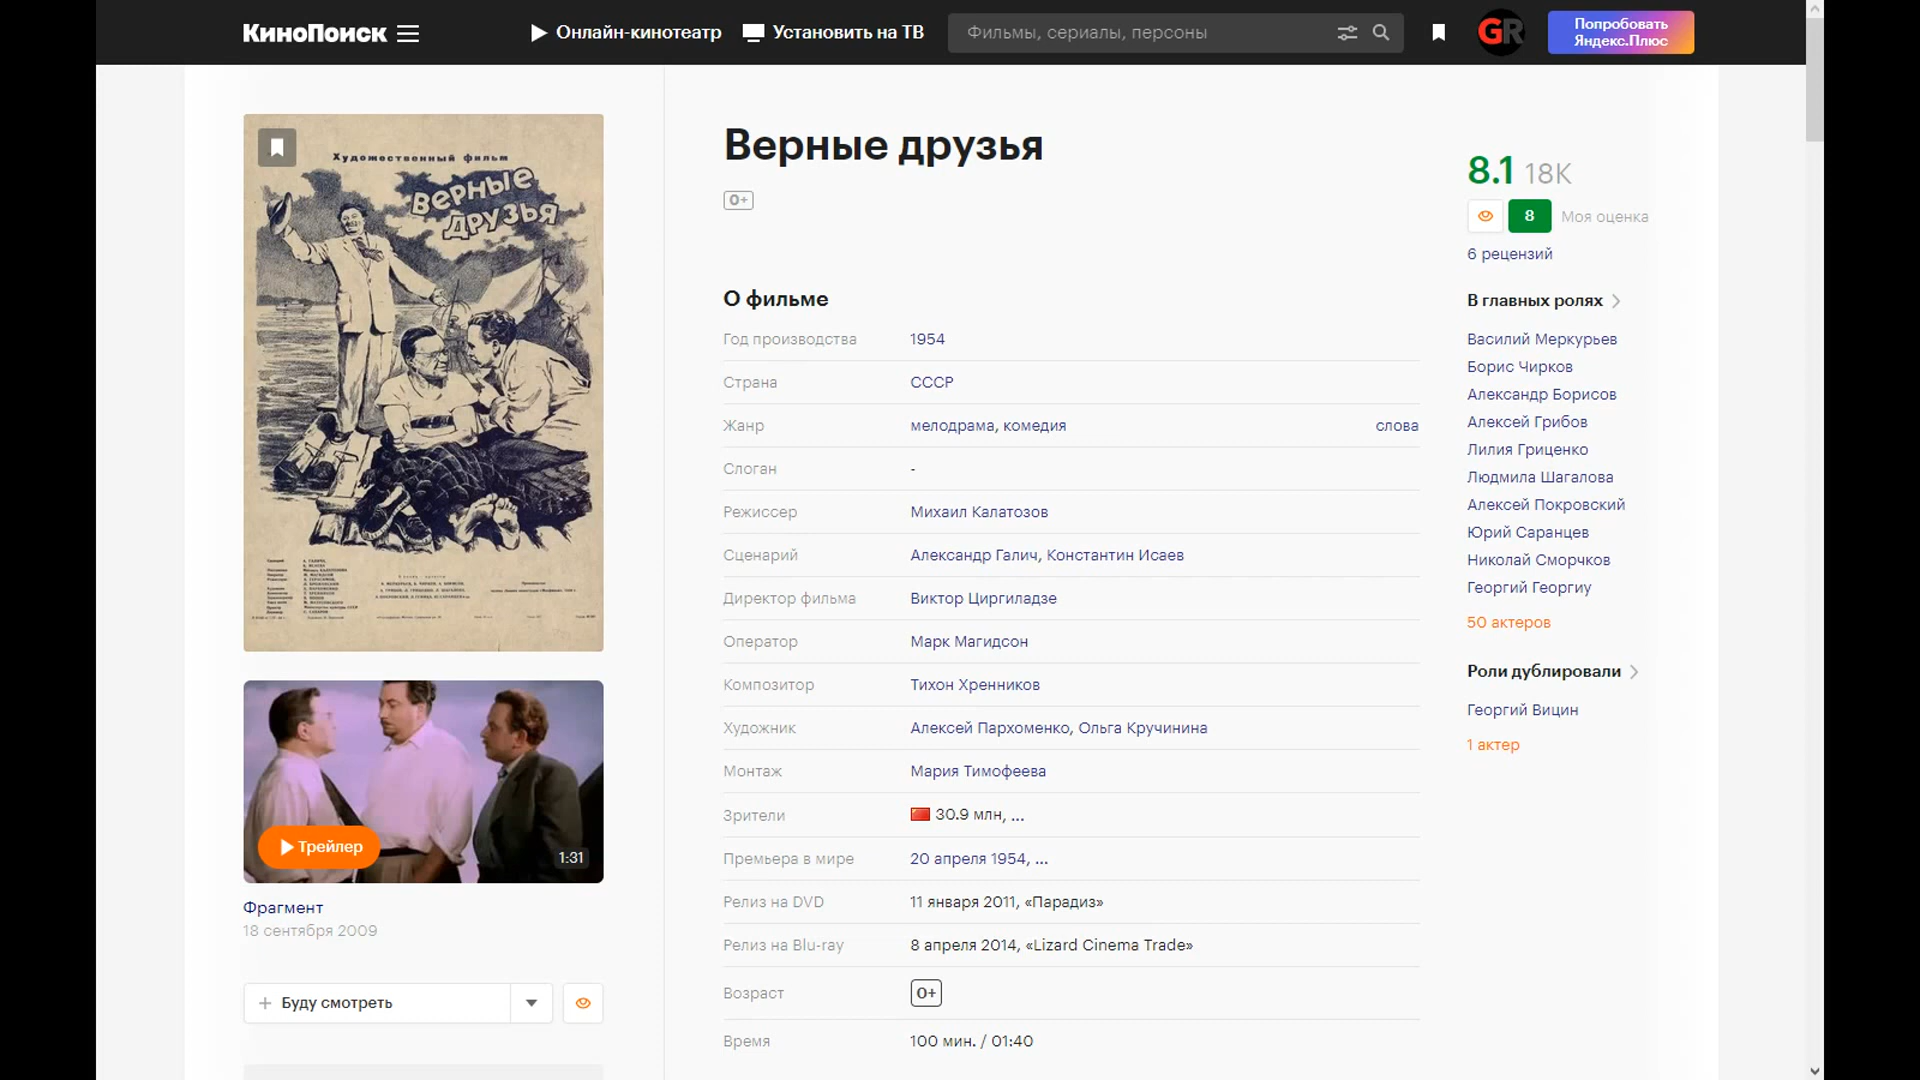 КиноПоиск
Онлайн-кинотеатр
Установить на ТВ
Фильмы, сериалы, персоны
GR
Попробовать
Яндекс.Плюс
Художественный фильм
Верные
друзья
Трейлер
1:31
Фрагмент
18 сентября 2009
Буду смотреть
Верные друзья
0+
О фильме
Год производства 1954
Страна СССР
Жанр мелодрама, комедия слова
Слоган -
Режиссер Михаил Калатозов
Сценарий Александр Галич, Константин Исаев
Директор фильма Виктор Циргиладзе
Оператор Марк Магидсон
Композитор Тихон Хренников
Художник Алексей Пархоменко, Ольга Кручинина
Монтаж Мария Тимофеева
Зрители 30.9 млн, ...
Премьера в мире 20 апреля 1954, ...
Релиз на DVD 11 января 2011, «Парадиз»
Релиз на Blu-ray 8 апреля 2014, «Lizard Cinema Trade»
Возраст 0+
Время 100 мин. / 01:40
8.1 18K
8 Моя оценка
6 рецензий
В главных ролях
Василий Меркурьев
Борис Чирков
Александр Борисов
Алексей Грибов
Лилия Гриценко
Людмила Шагалова
Алексей Покровский
Юрий Саранцев
Николай Сморчков
Георгий Георгиу
50 актеров
Роли дублировали
Георгий Вицин
1 актер